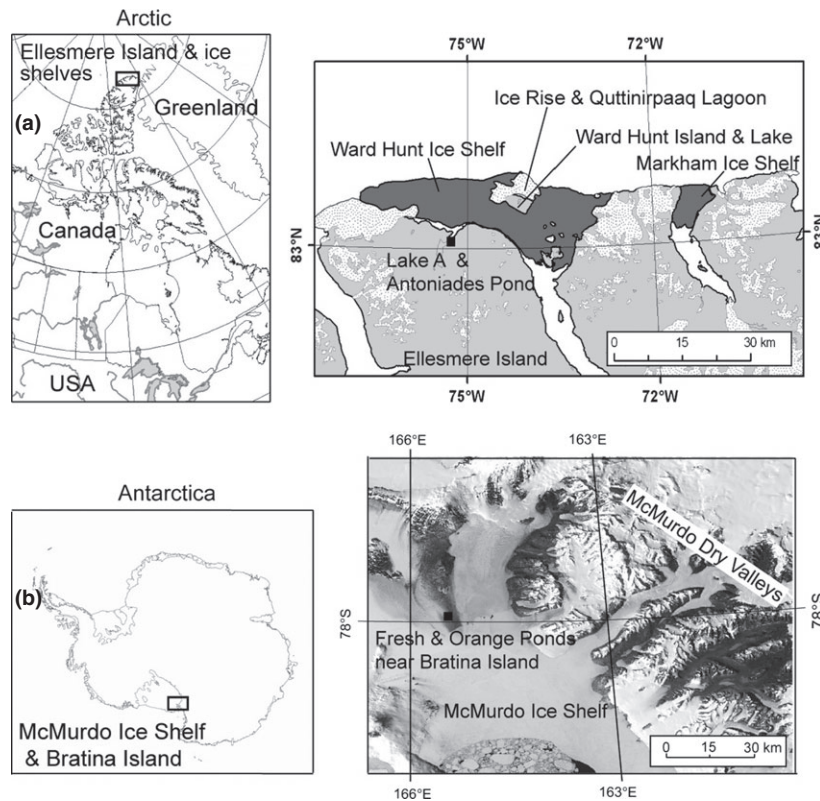 Arctic
Ellesmere Island & ice
shelves
Greenland
(a)
Canada
USA
75°W
72°W
Ice Rise & Quttinirpaaq Lagoon
Ward Hunt Island & Lake
Ward Hunt Ice Shelf
Markham Ice Shelf
83°N
83°N
Lake A &
Antoniades Pond
Ellesmere Island
0 15 30 km
75°W
72°W
Antarctica
(b)
McMurdo Ice Shelf
& Bratina Island
166°E
163°E
McMurdo Dry Valleys
78°S
78°S
Fresh & Orange Ronds
near Bratina Island
McMurdo Ice Shelf
0 15 30 km
166°E
163°E